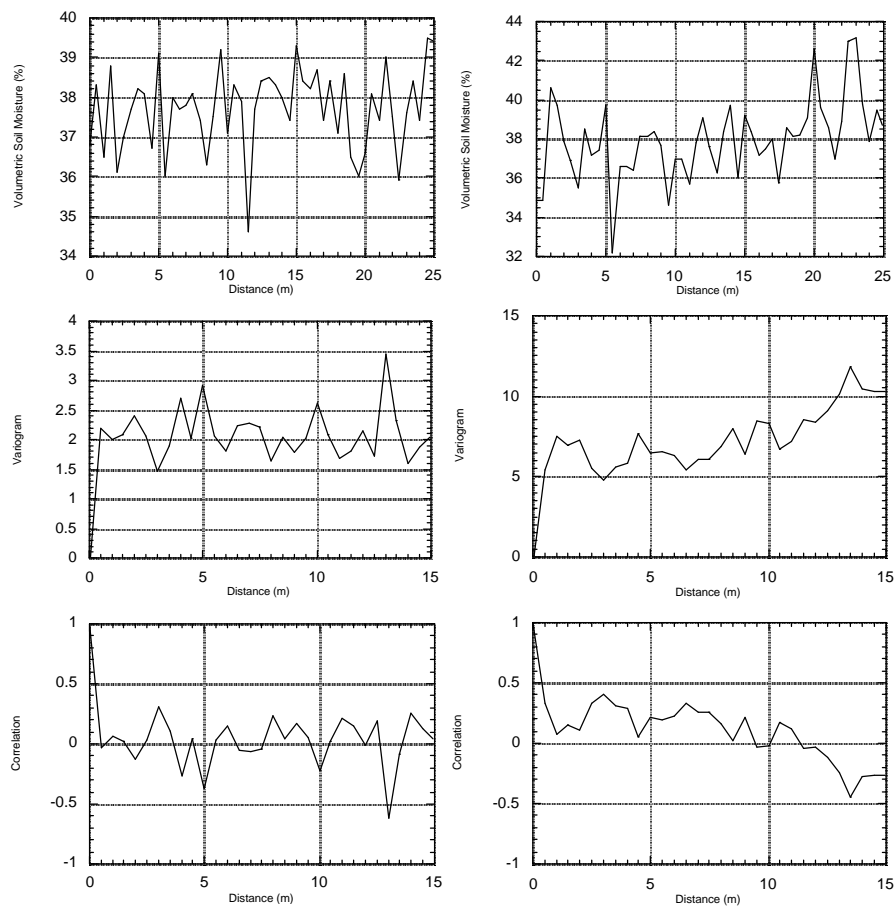 40
39
38
37
36
35
34
Volumetric Soil Moisture (%)
0 5 10 15 20 25
Distance (m)
44
42
40
38
36
34
32
Volumetric Soil Moisture (%)
0 5 10 15 20 25
Distance (m)
4
3.5
3
2.5
2
1.5
1
0.5
0
Variogram
0 5 10 15
Distance (m)
15
10
5
0
Variogram
0 5 10 15
Distance (m)
1
0.5
0
-0.5
-1
Correlation
0 5 10 15
Distance (m)
1
0.5
0
-0.5
-1
Correlation
0 5 10 15
Distance (m)